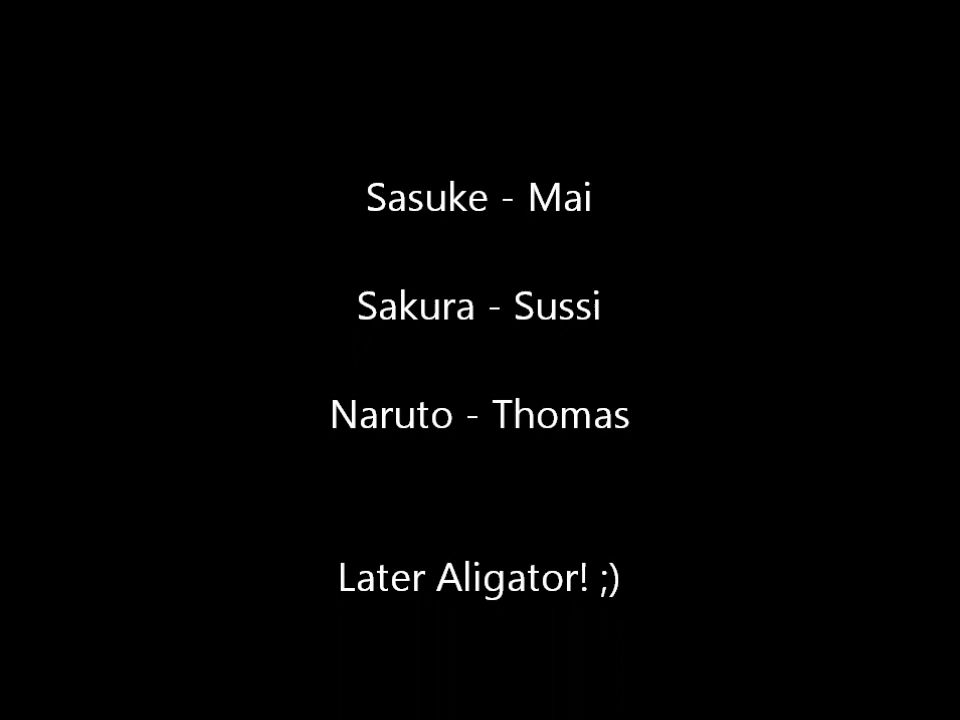 Sasuke - Mai
Sakura - Sussi
Naruto - Thomas
Later Aligator! ;)